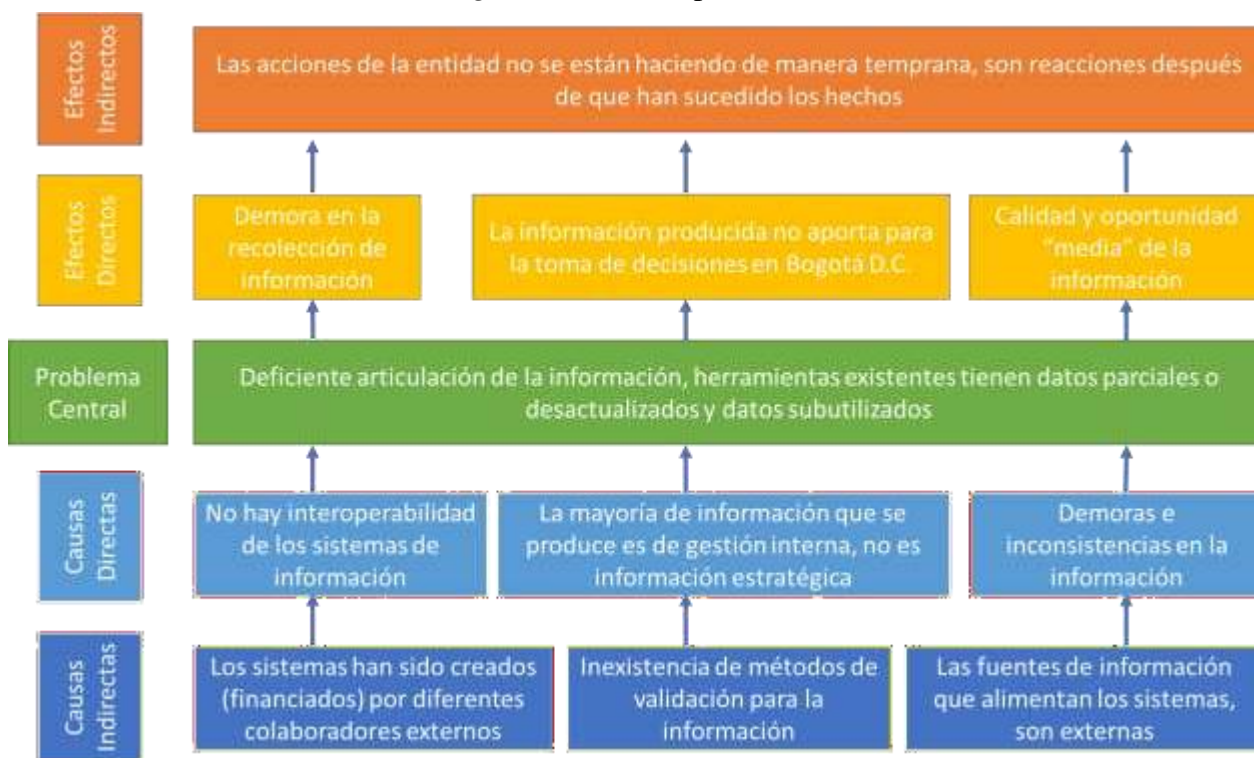 Efectos
Indirectos
Las acciones de la entidad no se están haciendo de manera temprana, son reacciones después
de que han sucedido los hechos
Efectos
Directos
Demora en la
recolección de
información
La información producida no aporta para
la toma de decisiones en Bogotá D.C.
Calidad y oportunidad
“media” de la
información
Problema
Central
Deficiente articulación de la información, herramientas existentes tienen datos parciales o
desactualizados y datos subutilizados
Causas
Directas
No hay interoperabilidad
de los sistemas de
información
La mayoría de información que se
produce es de gestión interna, no es
información estratégica
Demoras e
inconsistencias en la
información
Causas
Indirectas
Los sistemas han sido creados
(financiados) por diferentes
colaboradores externos
Inexistencia de métodos de
validación para la
información
Las fuentes de información
que alimentan los sistemas,
son externas